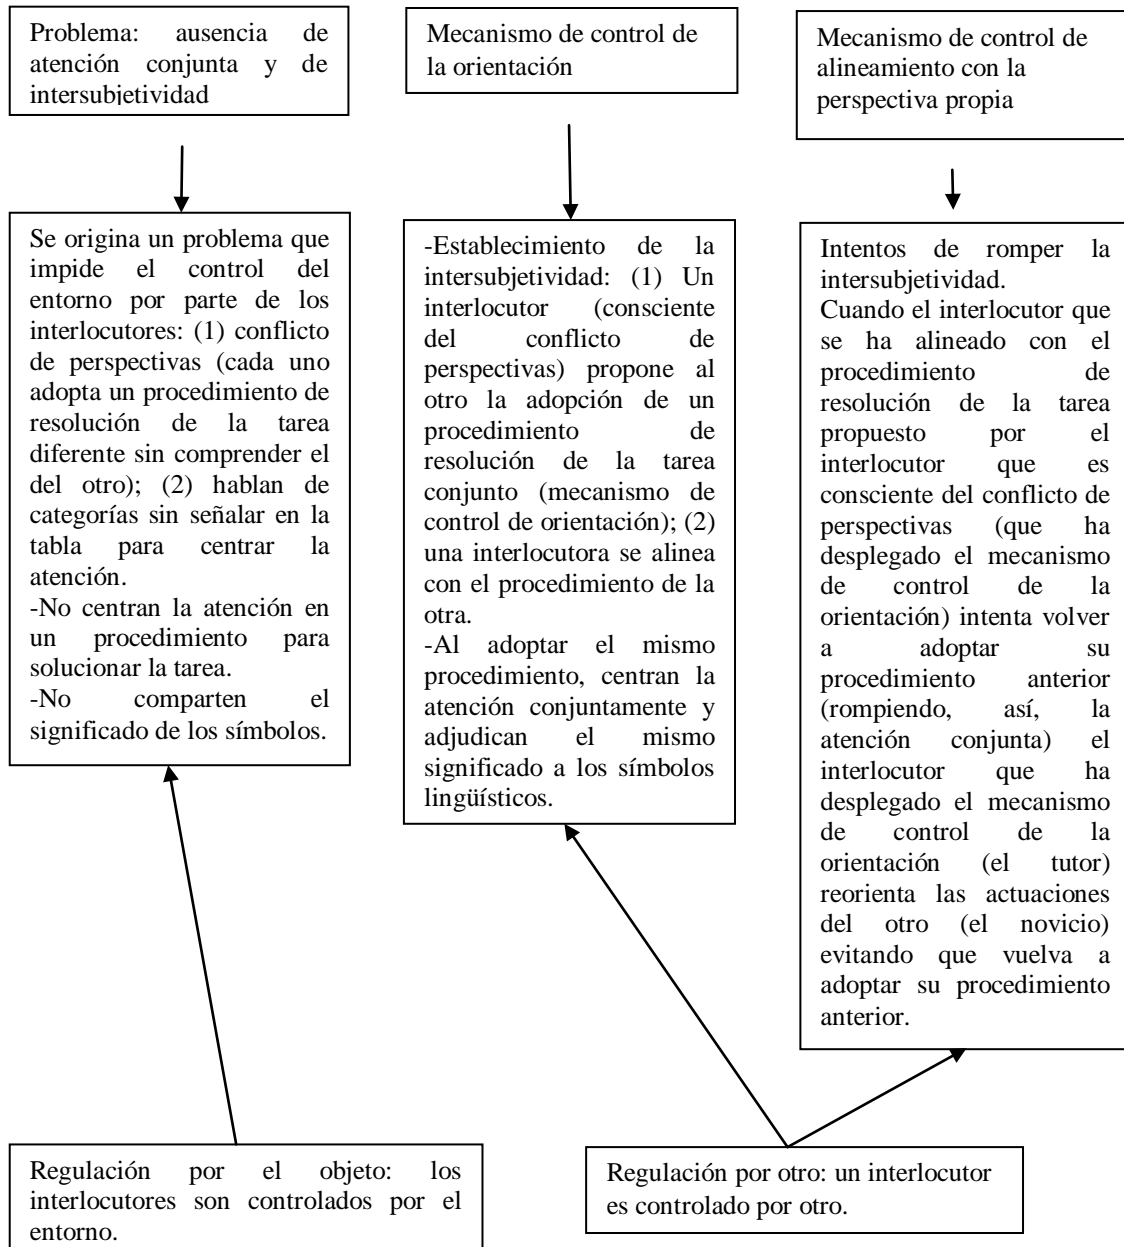 Problema: ausencia de
atención conjunta y de
intersubjetividad
Mecanismo de control de
la orientación
Mecanismo de control de
alineamiento con la
perspectiva propia
Se origina un problema que
impide el control del
entorno por parte de los
interlocutores: (1) conflicto
de perspectivas (cada uno
adopta un procedimiento de
resolución de la tarea
diferente sin comprender el
del otro); (2) hablan de
categorías sin señalar en la
tabla para centrar la
atención.
-No centran la atención en
un procedimiento para
solucionar la tarea.
-No comparten el
significado de los símbolos.
-Establecimiento de la
intersubjetividad: (1) Un
interlocutor (consciente
del conflicto de
perspectivas) propone al
otro la adopción de un
procedimiento de
resolución de la tarea
conjunto (mecanismo de
control de orientación); (2)
una interlocutora se alinea
con el procedimiento de la
otra.
-Al adoptar el mismo
procedimiento, centran la
atención conjuntamente y
adjudican el mismo
significado a los símbolos
lingüísticos.
Intentos de romper la
intersubjetividad.
Cuando el interlocutor que
se ha alineado con el
procedimiento de
resolución de la tarea
propuesto por el
interlocutor que es
consciente del conflicto de
perspectivas (que ha
desplegado el mecanismo
de control de la
orientación) intenta volver
a adoptar su
procedimiento anterior
(rompiendo, así, la
atención conjunta) el
interlocutor que ha
desplegado el mecanismo
de control de la
orientación (el tutor)
reorienta las actuaciones
del otro (el novicio)
evitando que vuelva a
adoptar su procedimiento
anterior.
Regulación por el objeto: los
interlocutores son controlados por el
entorno.
Regulación por otro: un interlocutor
es controlado por otro.